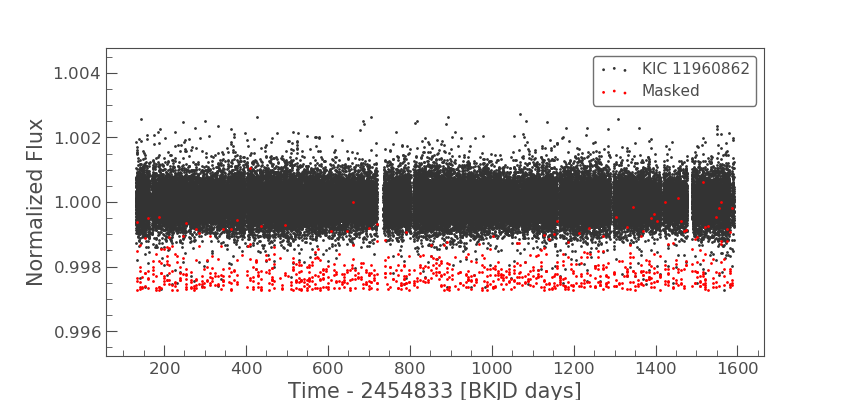 KIC 11960862
Masked
Normalized Flux
1.004
1.002
1.000
0.998
0.996
200 400 600 800 1000 1200 1400 1600
Time - 2454833 [BKJD days]